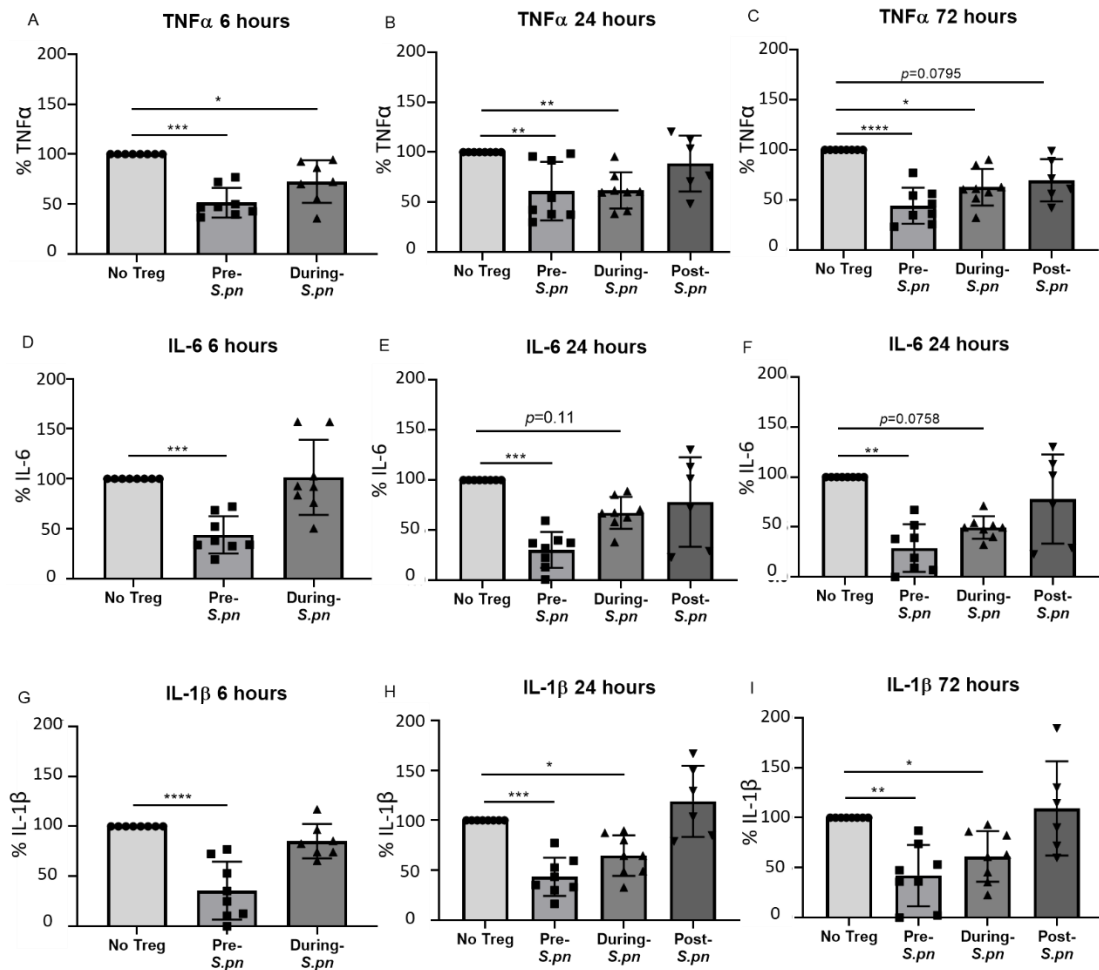 A
TNFα 6 hours
200
150
100
50
0
% TNFα
*
***
No Treg
Pre-
S.pn
During-
S.pn
B
TNFα 24 hours
200
150
100
50
0
% TNFα
**
**
No Treg
Pre-
S.pn
During-
S.pn
Post-
S.pn
C
TNFα 72 hours
200
150
100
50
0
% TNFα
p=0.0795
*
****
No Treg
Pre-
S.pn
During-
S.pn
Post-
S.pn
D
IL-6 6 hours
200
150
100
50
0
% IL-6
***
No Treg
Pre-
S.pn
During-
S.pn
E
IL-6 24 hours
200
150
100
50
0
% IL-6
p=0.11
***
No Treg
Pre-
S.pn
During-
S.pn
Post-
S.pn
F
IL-6 24 hours
200
150
100
50
0
% IL-6
p=0.0758
**
No Treg
Pre-
S.pn
During-
S.pn
Post-
S.pn
G
IL-1β 6 hours
200
150
100
50
0
% IL-1β
****
No Treg
Pre-
S.pn
During-
S.pn
H
IL-1β 24 hours
200
150
100
50
0
% IL-1β
*
***
No Treg
Pre-
S.pn
During-
S.pn
Post-
S.pn
I
IL-1β 72 hours
200
150
100
50
0
% IL-1β
*
**
No Treg
Pre-
S.pn
During-
S.pn
Post-
S.pn